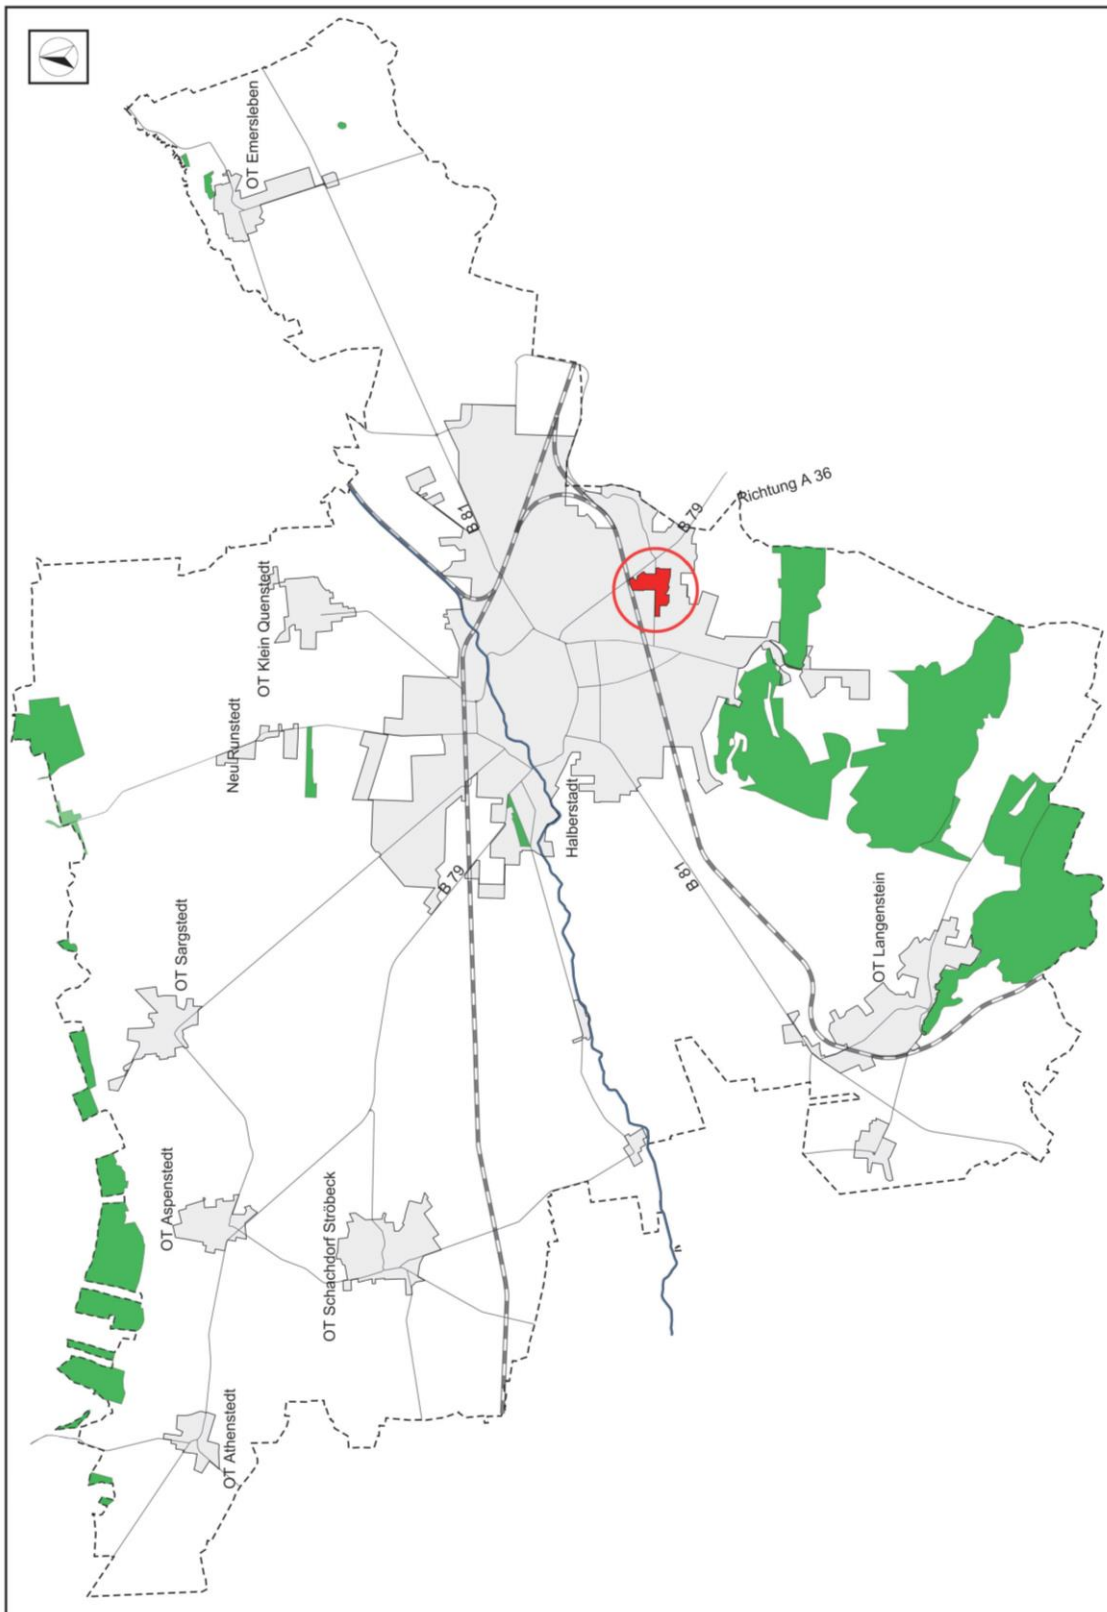 OT Emersleben
B 81
Richtung A 36
B 79
OT Klein Quenstedt
Neu Runstedt
Halberstadt
B 79
B 81
OT Sargstedt
OT Langenstein
OT Aspenstedt
OT Schachdorf Ströbeck
OT Athenstedt